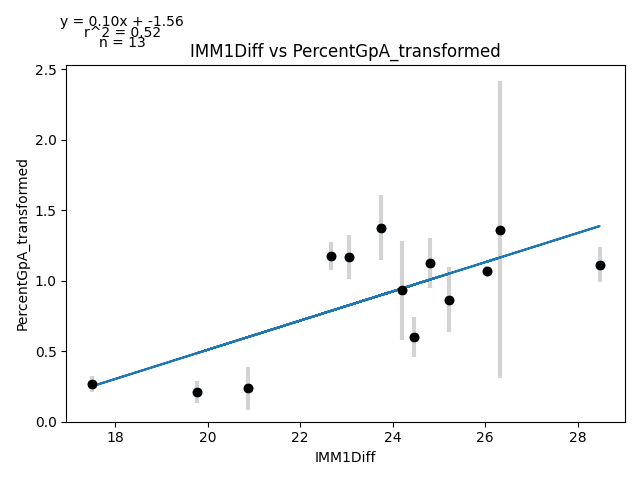 y = 0.10x + -1.56
r^2 = 0.52
n = 13
IMM1Diff vs PercentGpA_transformed
2.5
2.0
1.5
1.0
0.5
0.0
PercentGpA_transformed
18 20 22 24 26 28
IMM1Diff